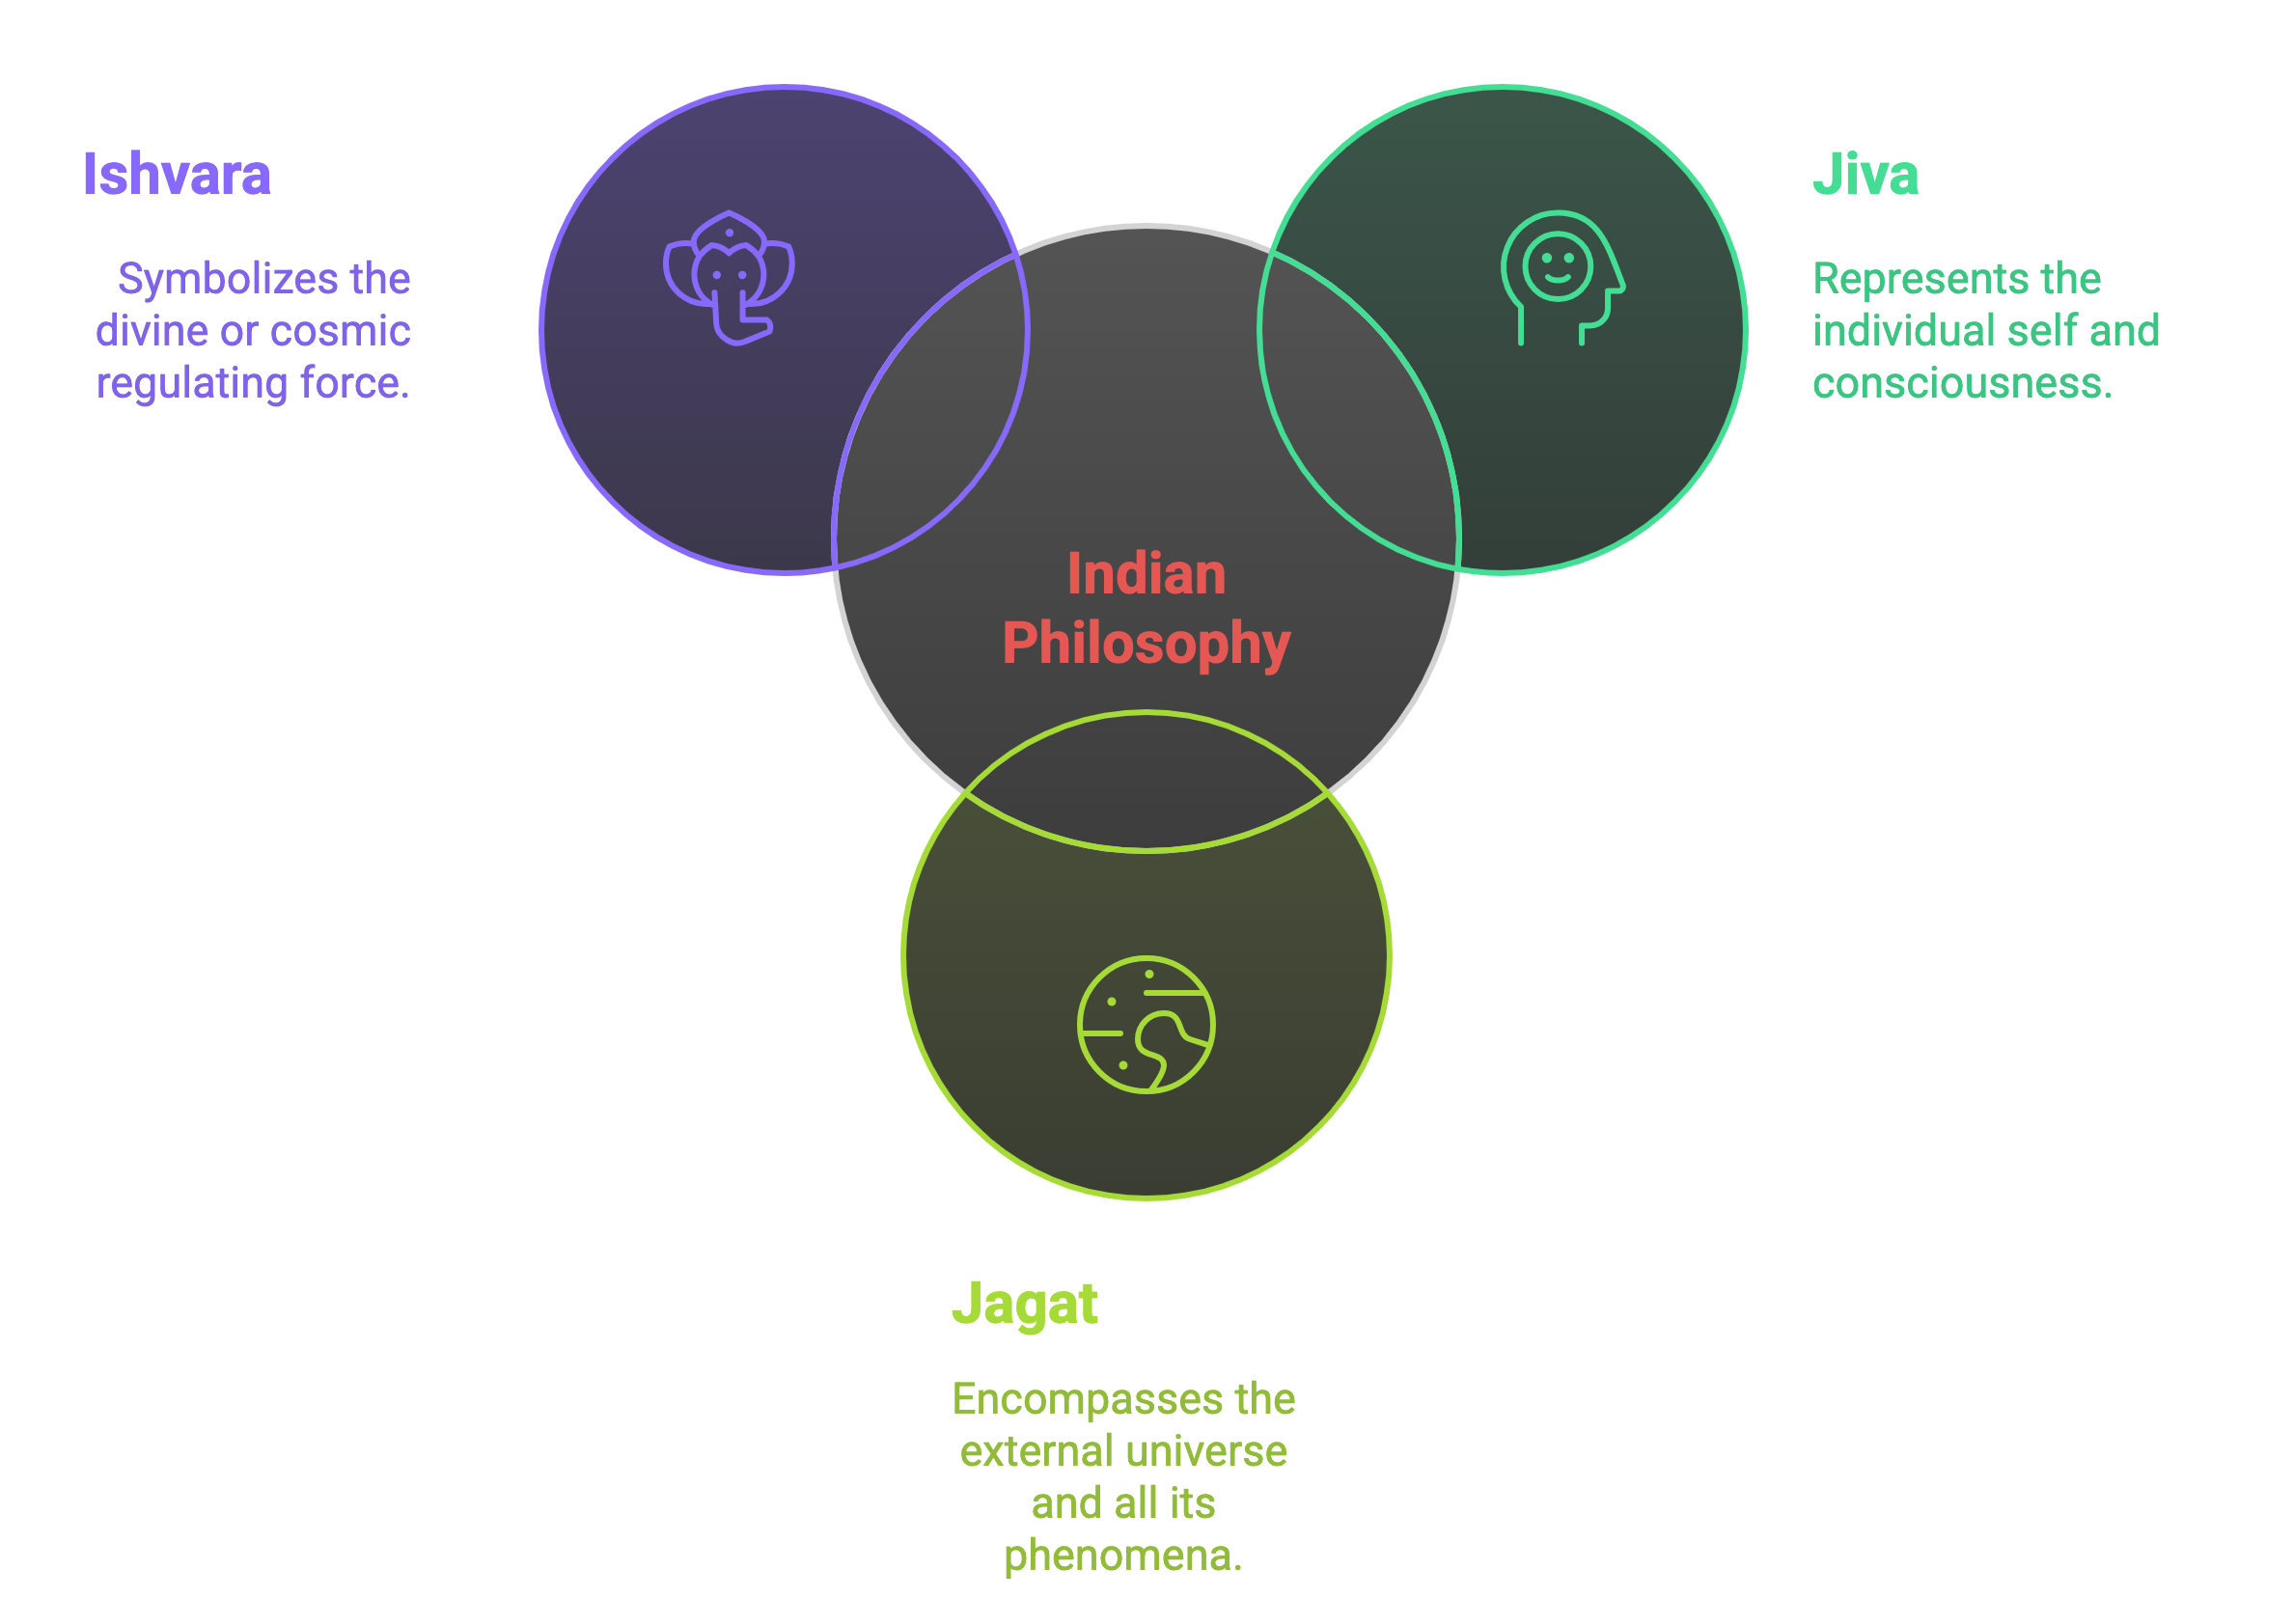 Ishvara
Symbolizes the
divine or cosmic
regulating force.
Jiva
Represents the
individual self and
consciousness.
Indian
Philosophy
Jagat
Encompasses the
external universe
and all its
phenomena.